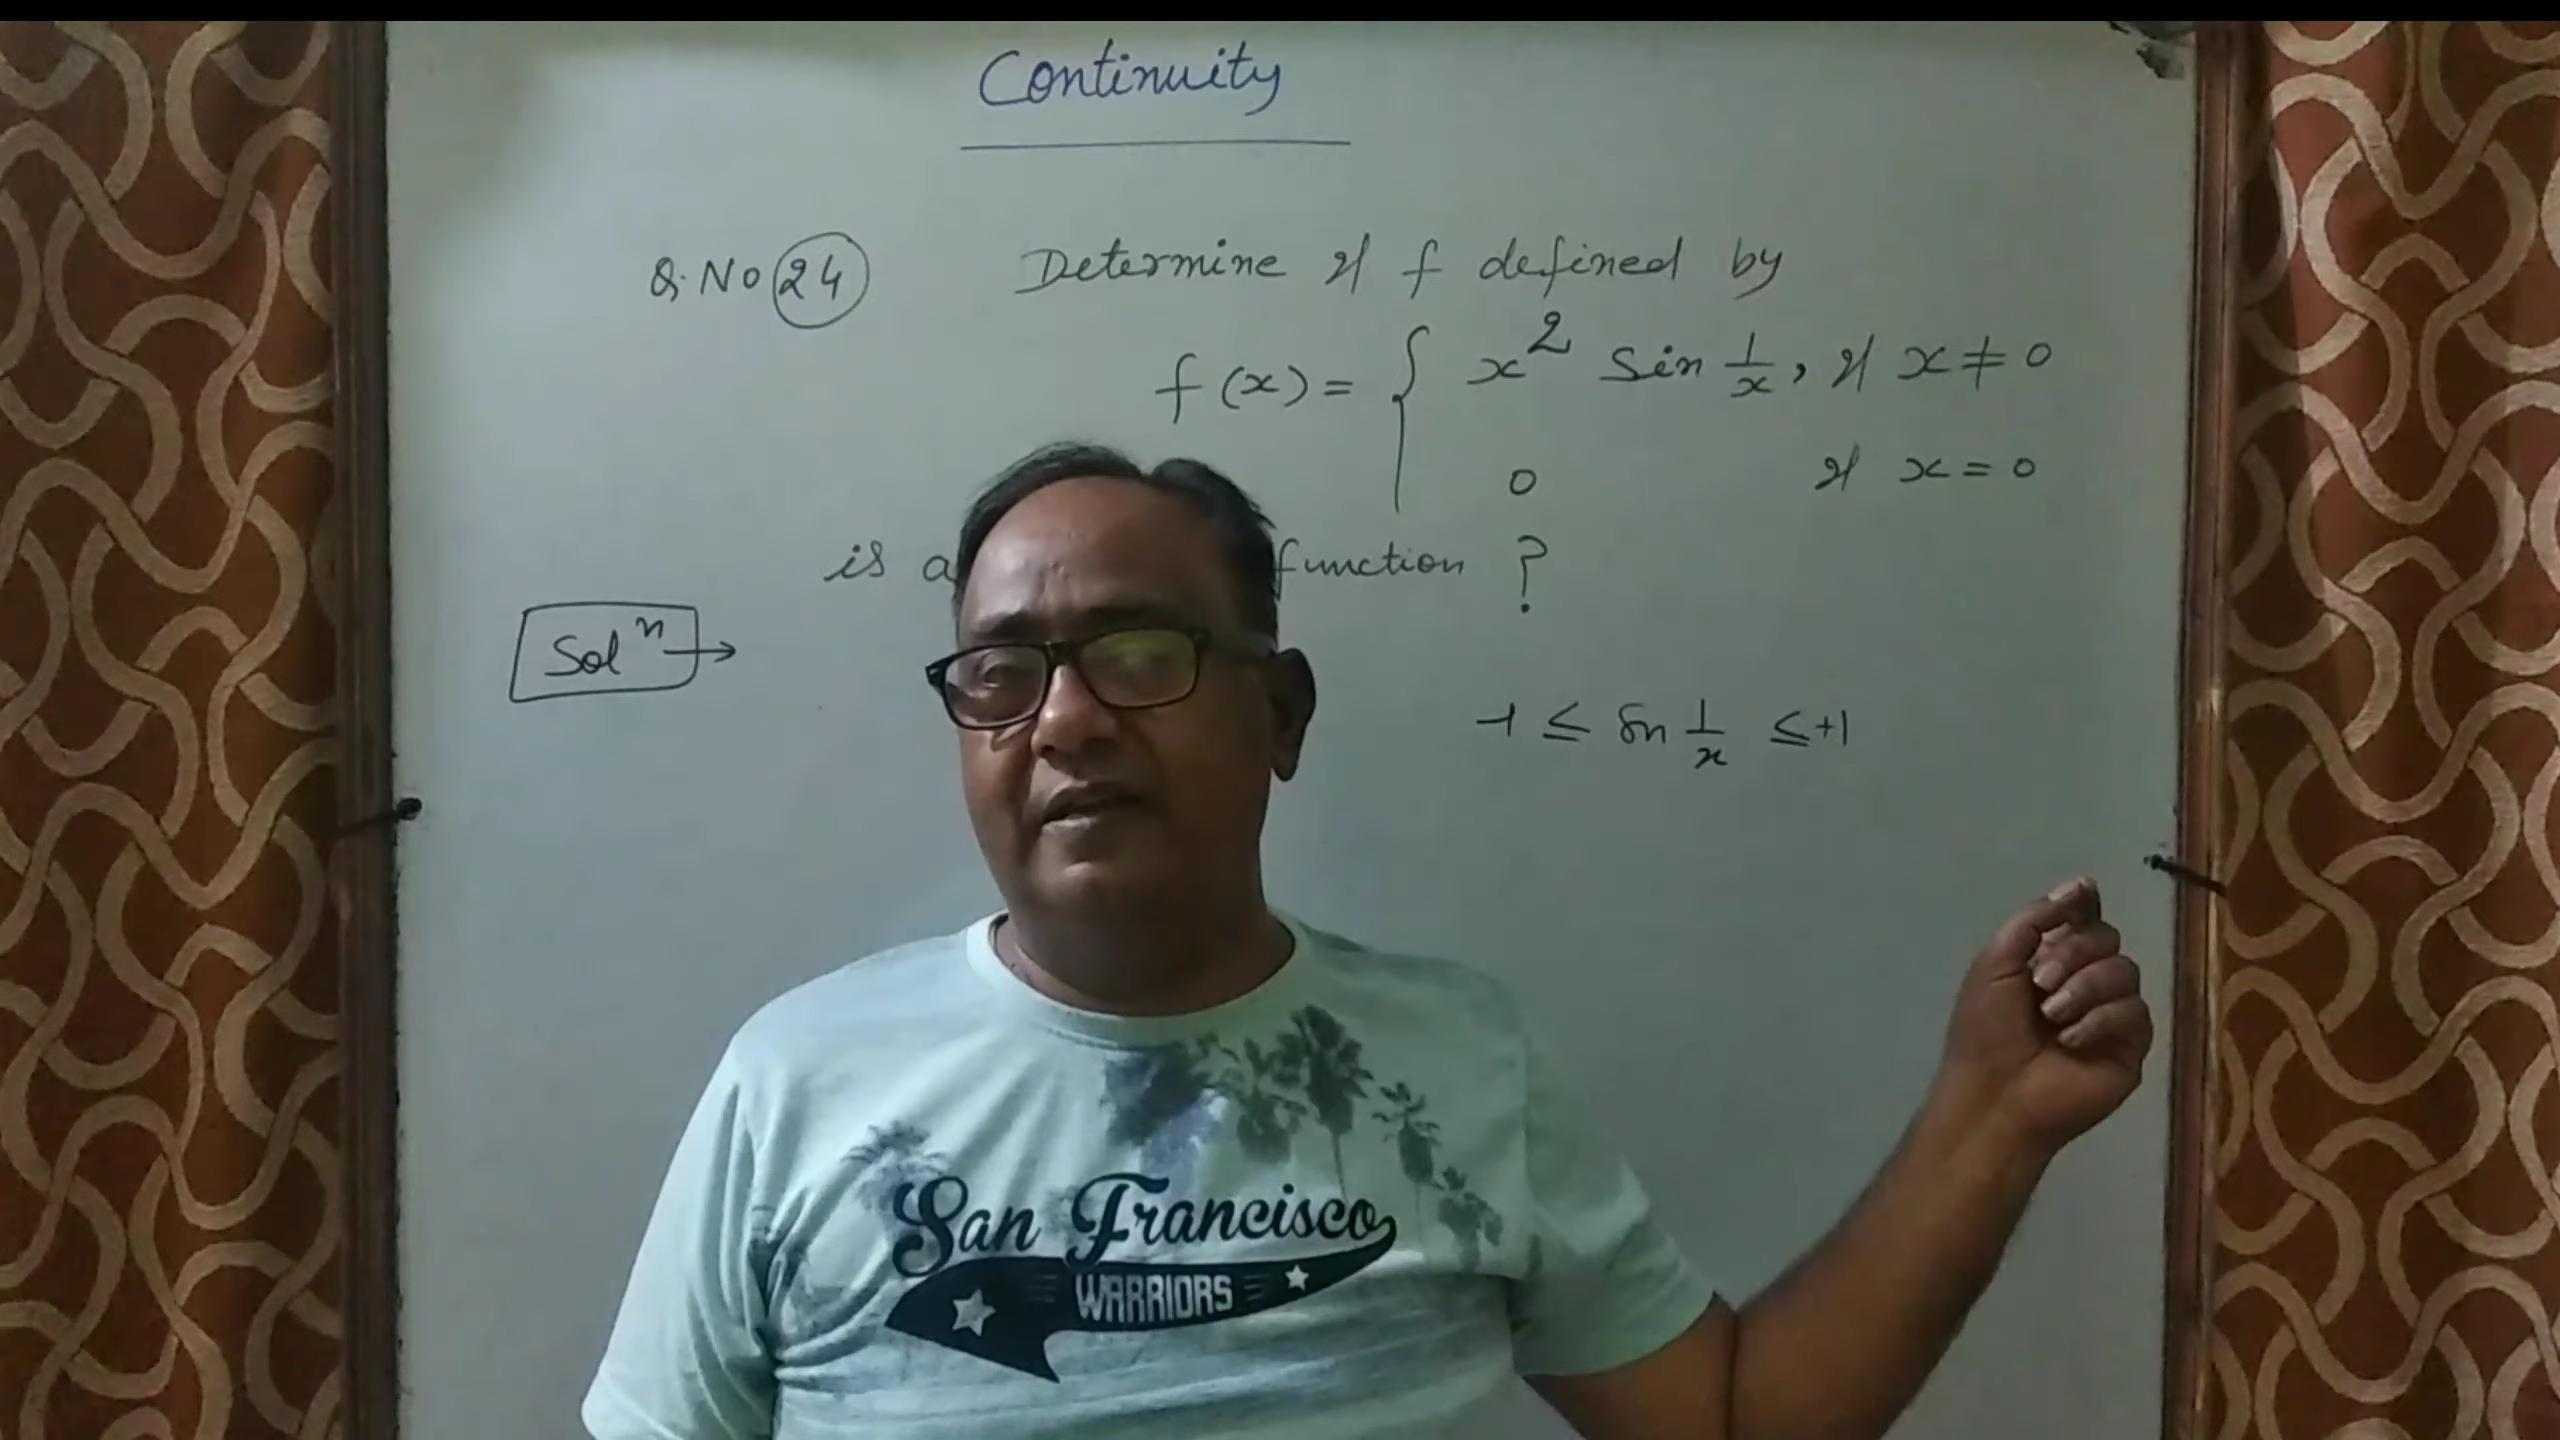 Continuity
Q. No 24 Determine if f defined by
f(x) = { x² Sin 1/x, if x ≠ 0
0 if x = 0
is a function ?
Solⁿ →
-1 ≤ Sin 1/x ≤ +1
San Francisco
WARRIORS